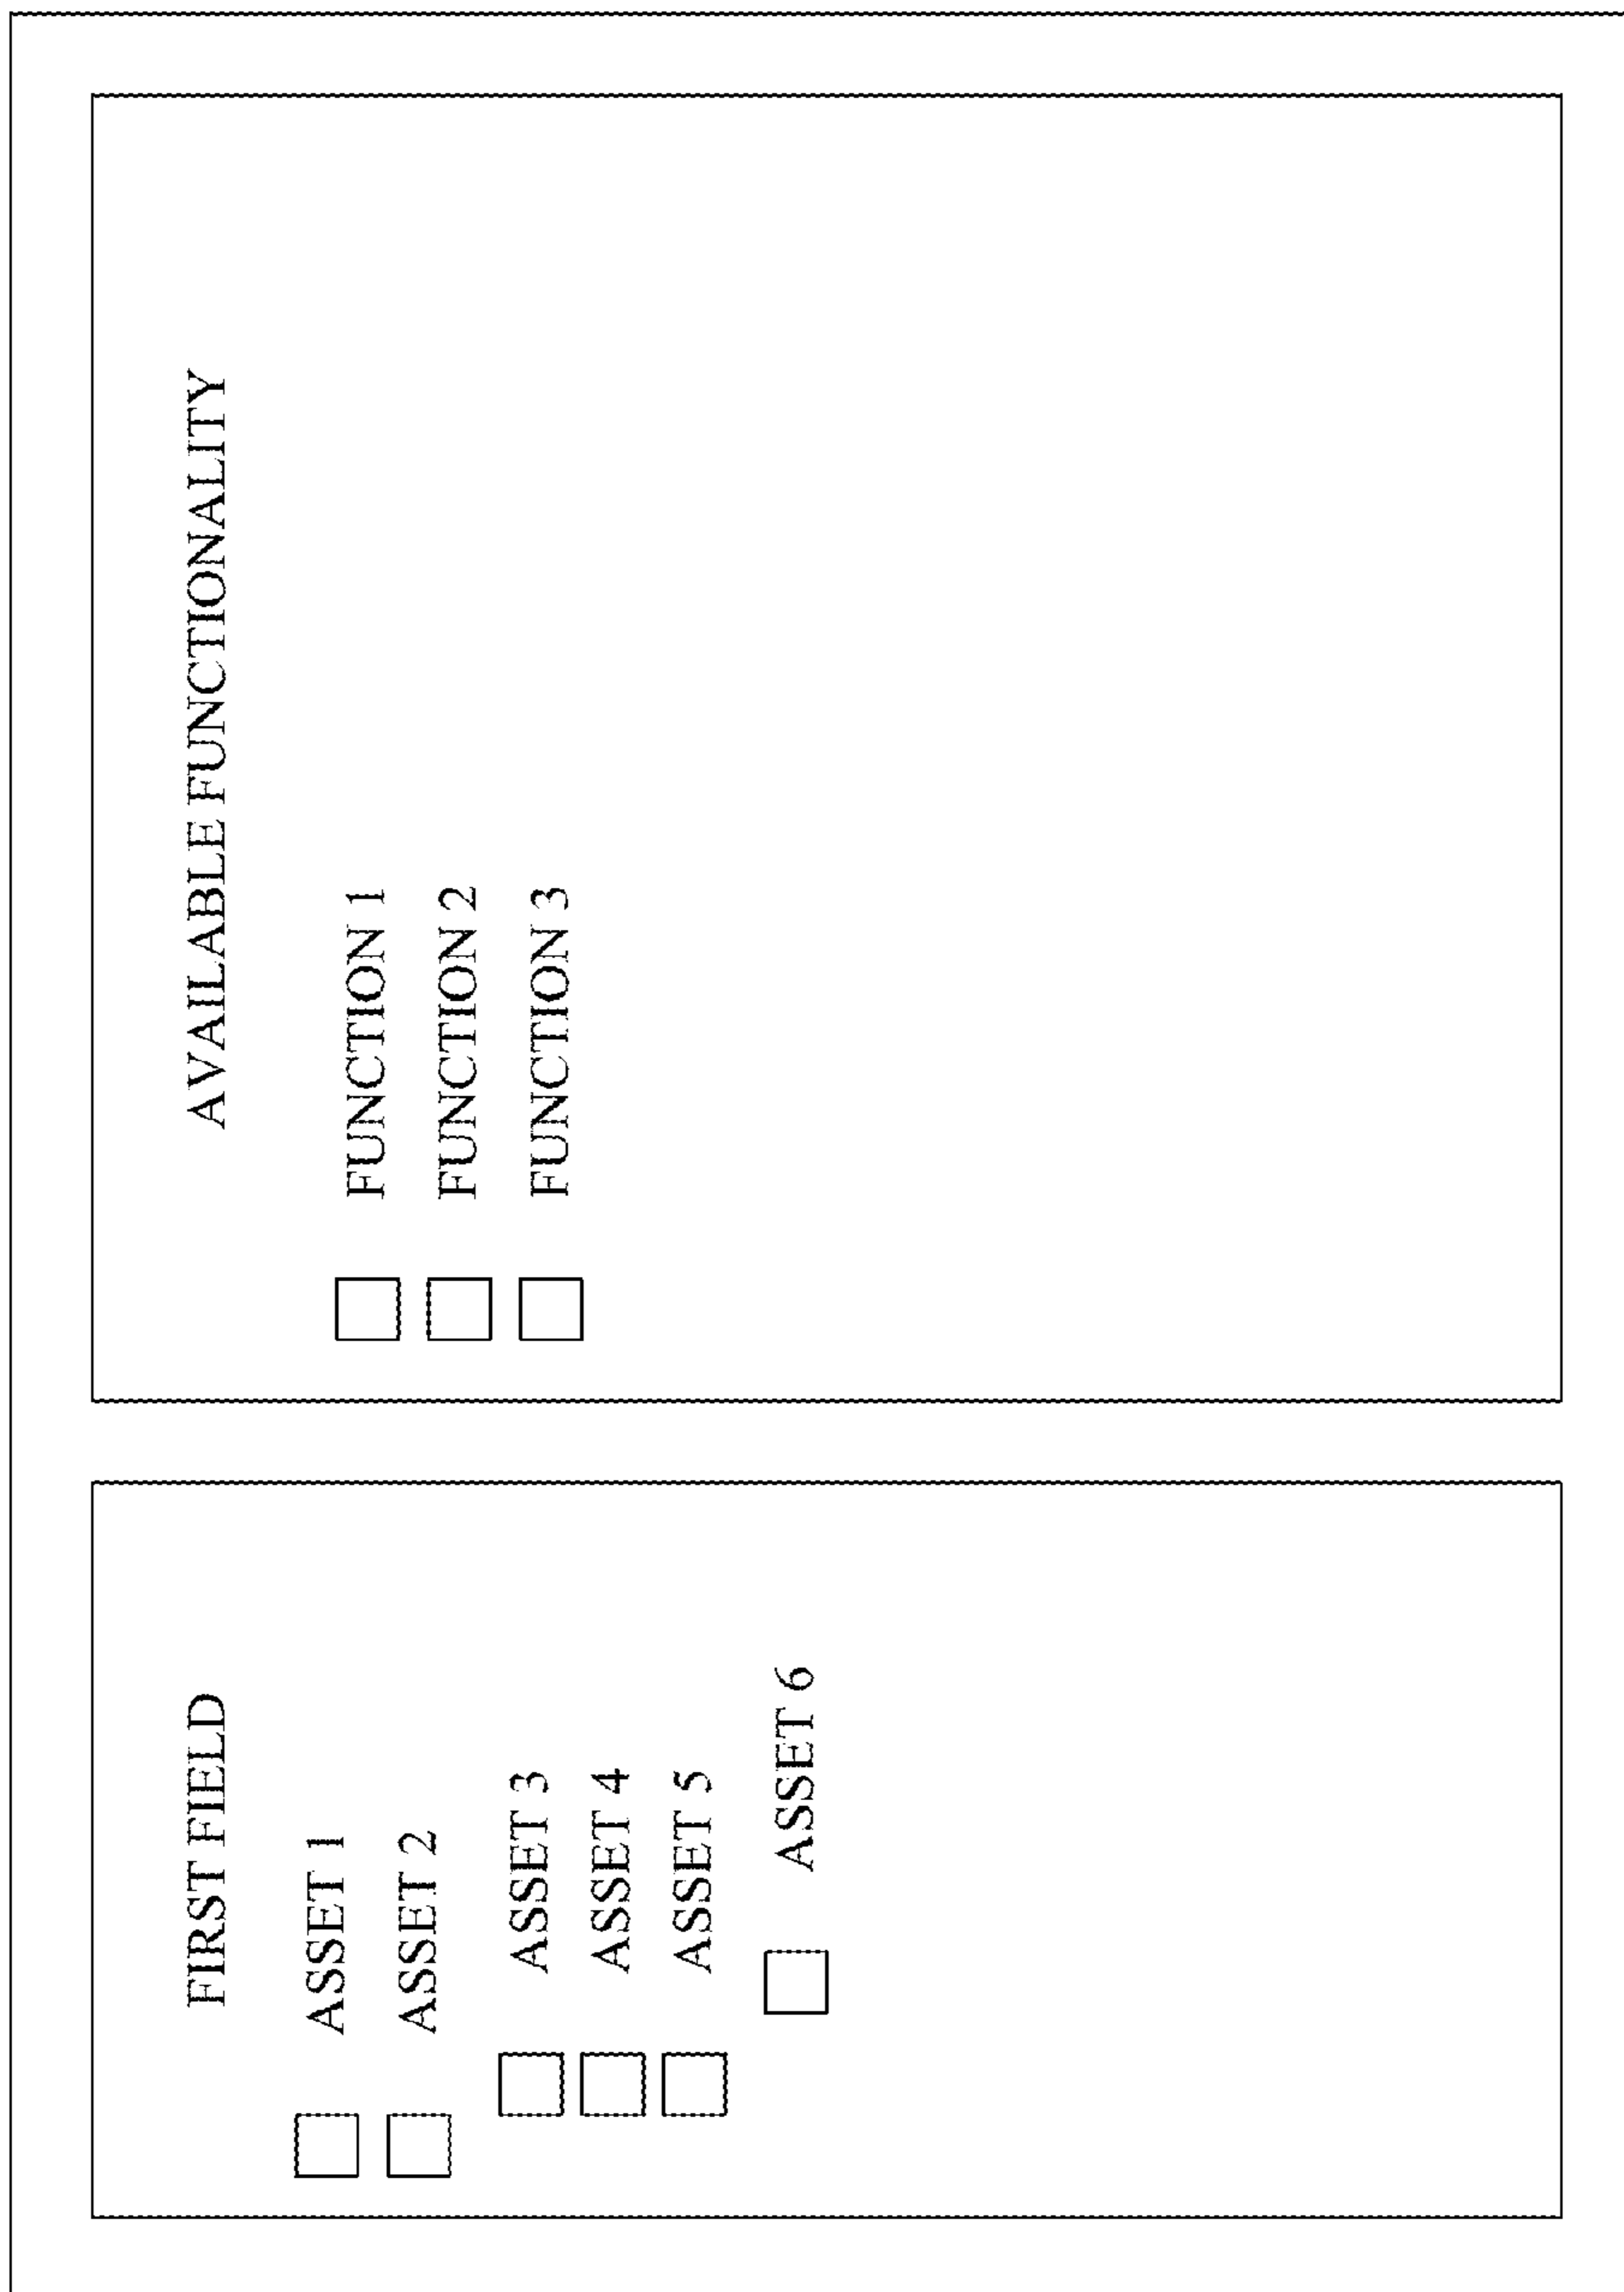 FIRST FIELD
ASSET 1
ASSET 2
ASSET 3
ASSET 4
ASSET 5
ASSET 6
AVAILABLE FUNCTIONALITY
FUNCTION 1
FUNCTION 2
FUNCTION 3